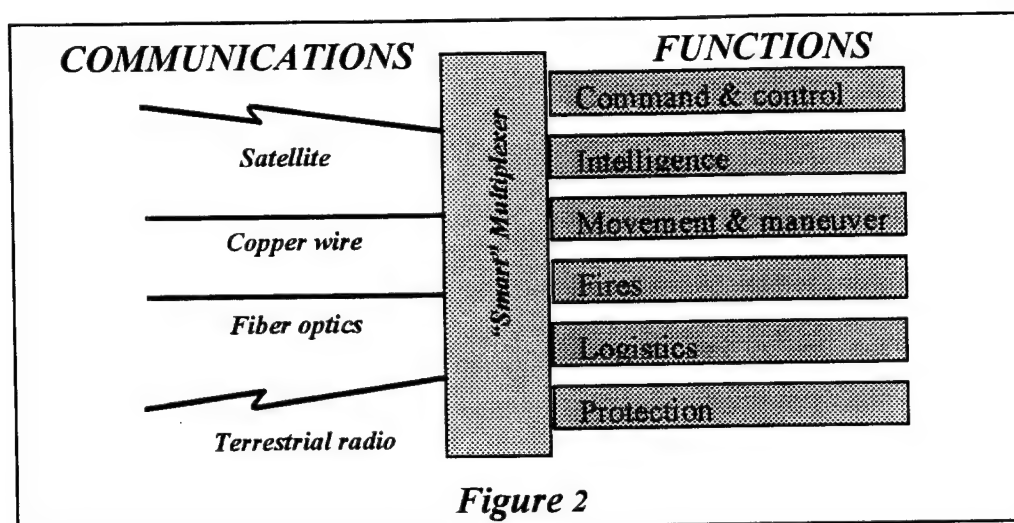 COMMUNICATIONS
Satellite
Copper wire
Fiber optics
Terrestrial radio
"Smart" Multiplexer
FUNCTIONS
Command & control
Intelligence
Movement & maneuver
Fires
Logistics
Protection
Figure 2